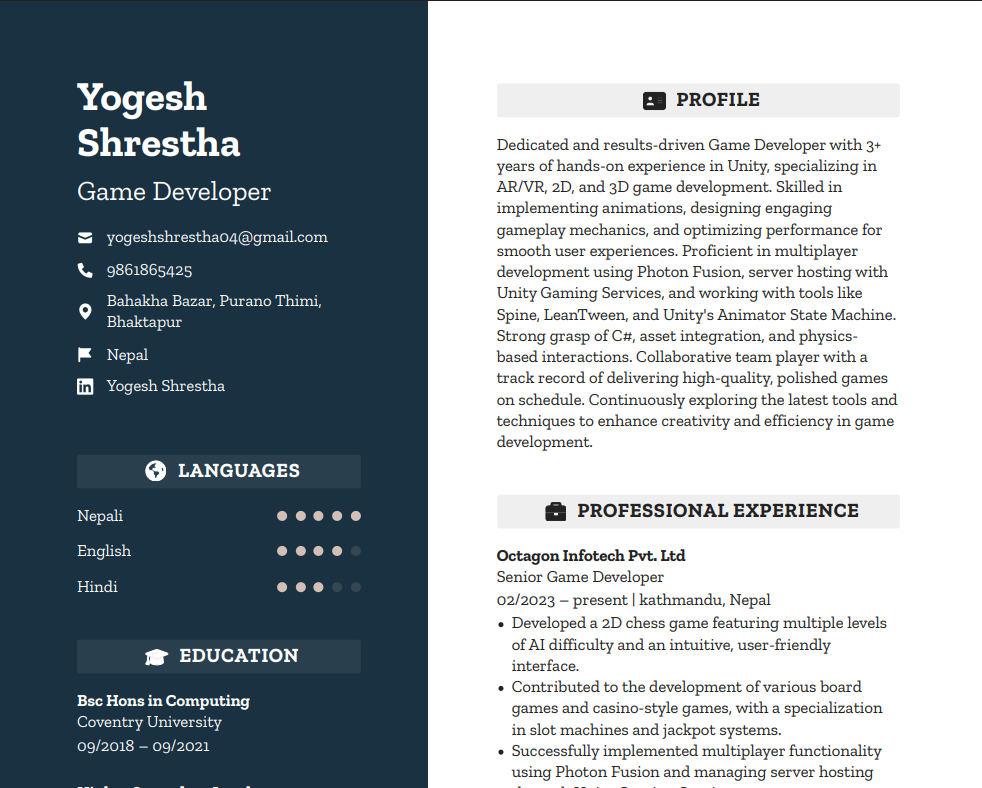 Yogesh
Shrestha
Game Developer
yogeshshrestha04@gmail.com
9861865425
Bahakha Bazar, Purano Thimi,
Bhaktapur
Nepal
Yogesh Shrestha
LANGUAGES
Nepali
English
Hindi
EDUCATION
Bsc Hons in Computing
Coventry University
09/2018 – 09/2021
PROFILE
Dedicated and results-driven Game Developer with 3+
years of hands-on experience in Unity, specializing in
AR/VR, 2D, and 3D game development. Skilled in
implementing animations, designing engaging
gameplay mechanics, and optimizing performance for
smooth user experiences. Proficient in multiplayer
development using Photon Fusion, server hosting with
Unity Gaming Services, and working with tools like
Spine, LeanTween, and Unity's Animator State Machine.
Strong grasp of C#, asset integration, and physics-
based interactions. Collaborative team player with a
track record of delivering high-quality, polished games
on schedule. Continuously exploring the latest tools and
techniques to enhance creativity and efficiency in game
development.
PROFESSIONAL EXPERIENCE
Octagon Infotech Pvt. Ltd
Senior Game Developer
02/2023 – present | kathmandu, Nepal
• Developed a 2D chess game featuring multiple levels
of AI difficulty and an intuitive, user-friendly
interface.
• Contributed to the development of various board
games and casino-style games, with a specialization
in slot machines and jackpot systems.
• Successfully implemented multiplayer functionality
using Photon Fusion and managing server hosting